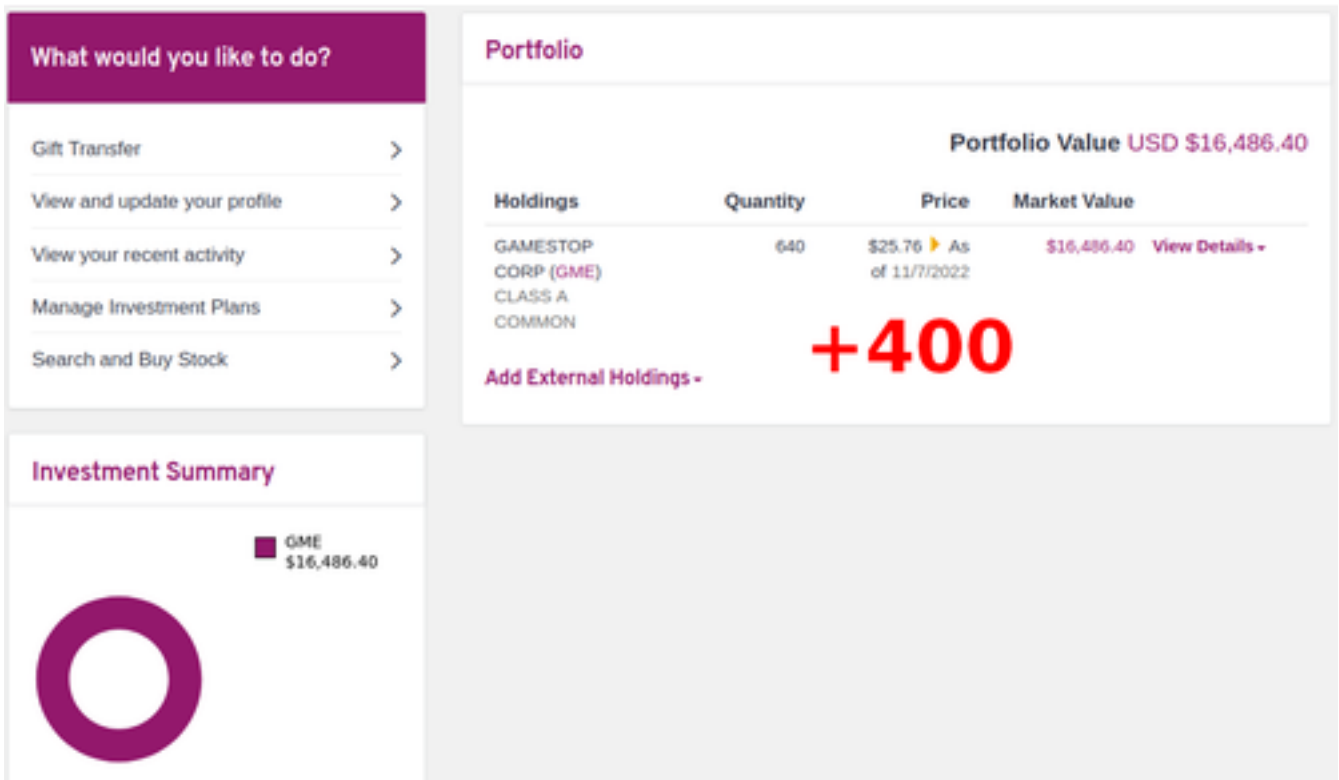 What would you like to do?
Gift Transfer
View and update your profile
View your recent activity
Manage Investment Plans
Search and Buy Stock
Investment Summary
GME
$16,486.40
Portfolio
Portfolio Value USD $16,486.40
Holdings Quantity Price Market Value
GAMESTOP 640 $25.76 As $16,486.40 View Details
CORP (GME) of 11/7/2022
CLASS A
COMMON
+400
Add External Holdings